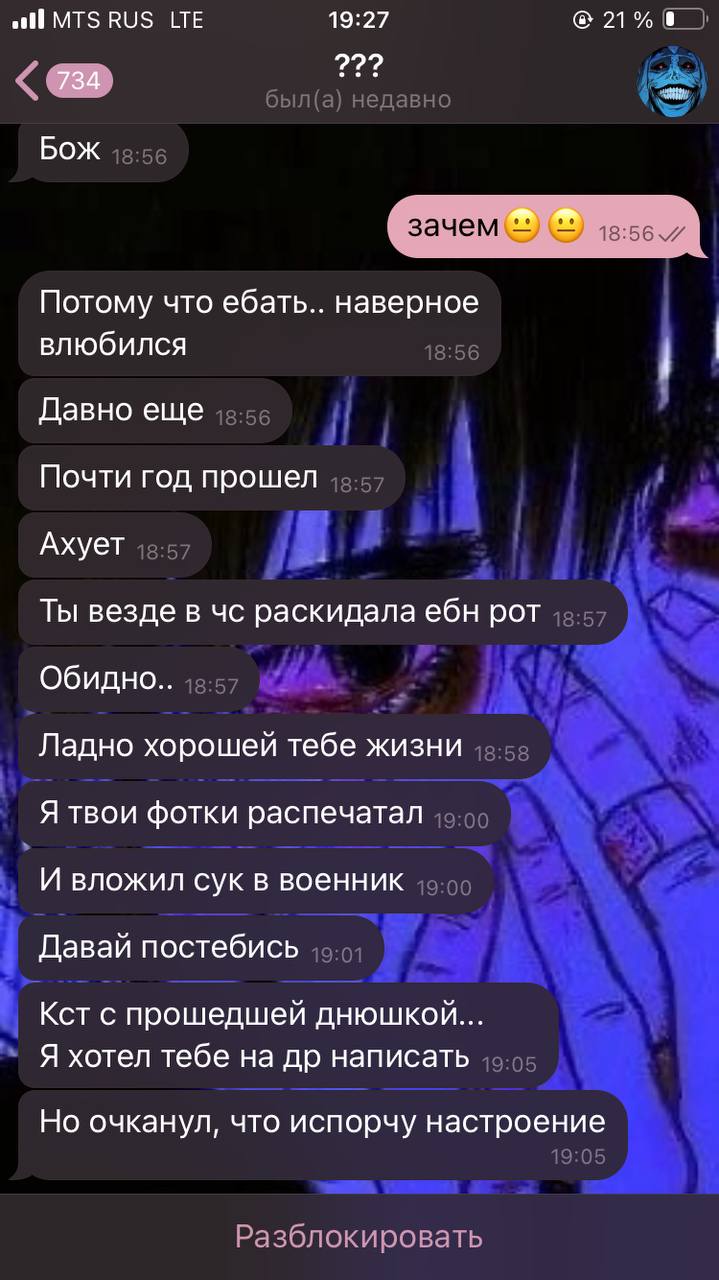 MTS RUS LTE 19:27 21 %
734
???
был(а) недавно
Бож 18:56
зачем😐😐 18:56
Потому что ебать.. наверное
влюбился 18:56
Давно еще 18:56
Почти год прошел 18:57
Ахует 18:57
Ты везде в чс раскидала ебн рот 18:57
Обидно.. 18:57
Ладно хорошей тебе жизни 18:58
Я твои фотки распечатал 19:00
И вложил сук в военник 19:00
Давай постебись 19:01
Кст с прошедшей днюшкой...
Я хотел тебе на др написать 19:05
Но очканул, что испорчу настроение
19:05
Разблокировать